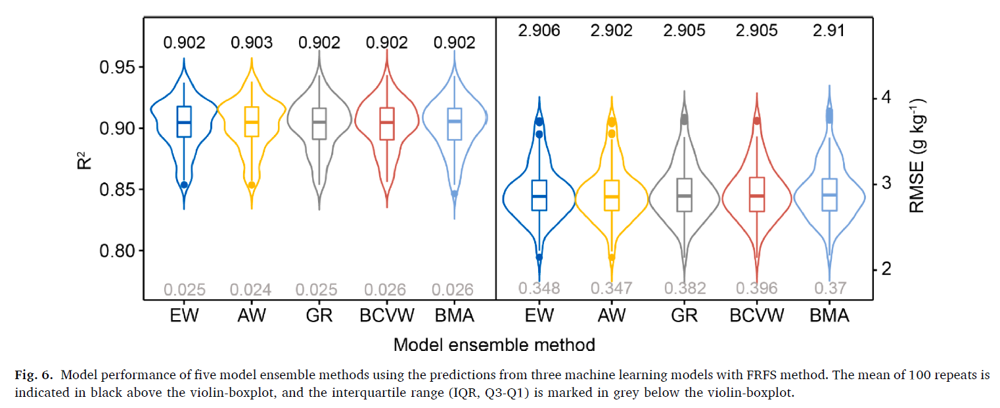 0.902 0.903 0.902 0.902 0.902 2.906 2.902 2.905 2.905 2.91
0.95
0.90
0.85
0.80
R²
4
3
2
RMSE (g kg⁻¹)
0.025 0.024 0.025 0.026 0.026 0.348 0.347 0.382 0.396 0.37
EW AW GR BCVW BMA EW AW GR BCVW BMA
Model ensemble method
Fig. 6. Model performance of five model ensemble methods using the predictions from three machine learning models with FRFS method. The mean of 100 repeats is
indicated in black above the violin-boxplot, and the interquartile range (IQR, Q3-Q1) is marked in grey below the violin-boxplot.